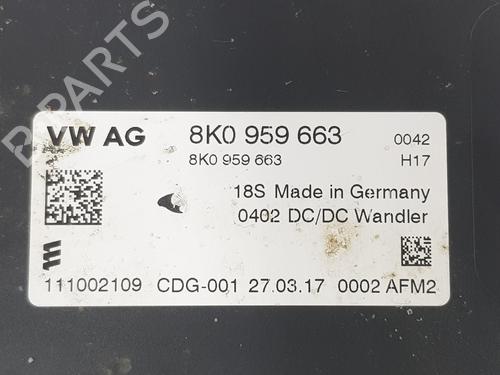 B PARTS
VW AG 8K0 959 663 0042
8K0 959 663 H17
18S Made in Germany
0402 DC/DC Wandler
111002109 CDG-001 27.03.17 0002 AFM2